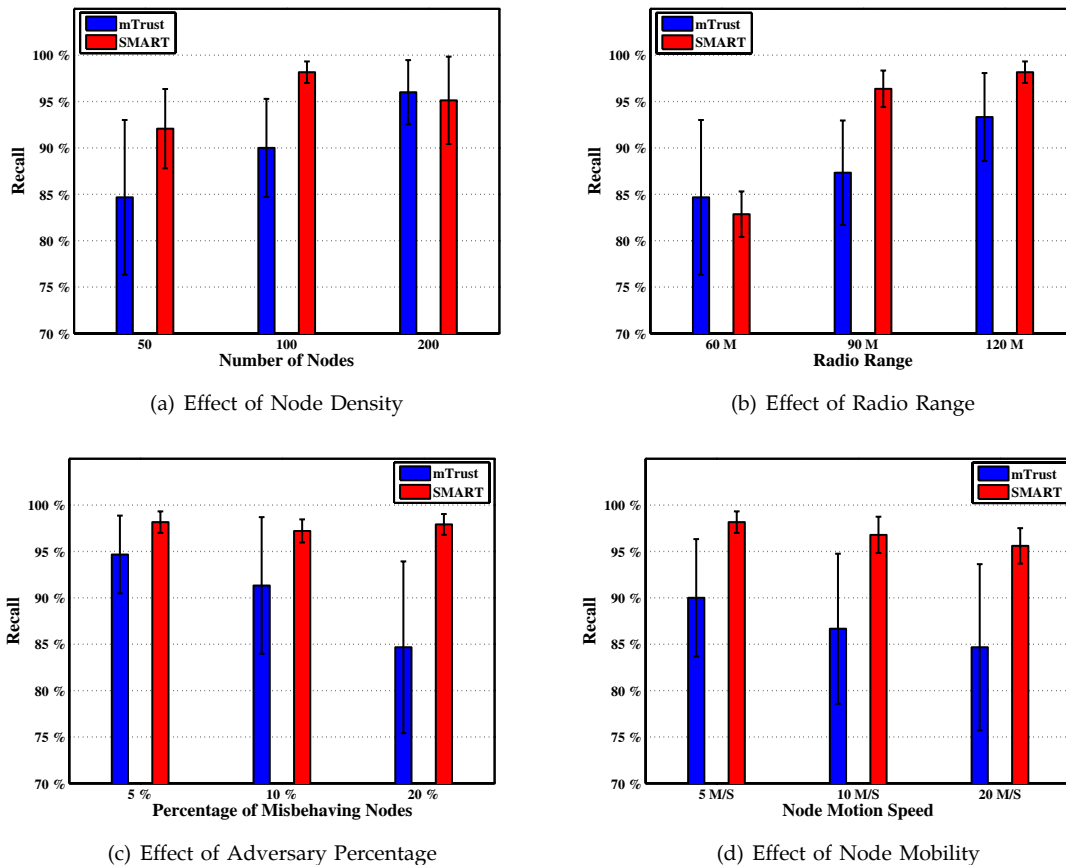 mTrust
SMART
100 %
95 %
90 %
85 %
80 %
75 %
70 %
Recall
50 100 200
Number of Nodes
(a) Effect of Node Density
mTrust
SMART
100 %
95 %
90 %
85 %
80 %
75 %
70 %
Recall
60 M 90 M 120 M
Radio Range
(b) Effect of Radio Range
mTrust
SMART
100 %
95 %
90 %
85 %
80 %
75 %
70 %
Recall
5 % 10 % 20 %
Percentage of Misbehaving Nodes
(c) Effect of Adversary Percentage
mTrust
SMART
100 %
95 %
90 %
85 %
80 %
75 %
70 %
Recall
5 M/S 10 M/S 20 M/S
Node Motion Speed
(d) Effect of Node Mobility